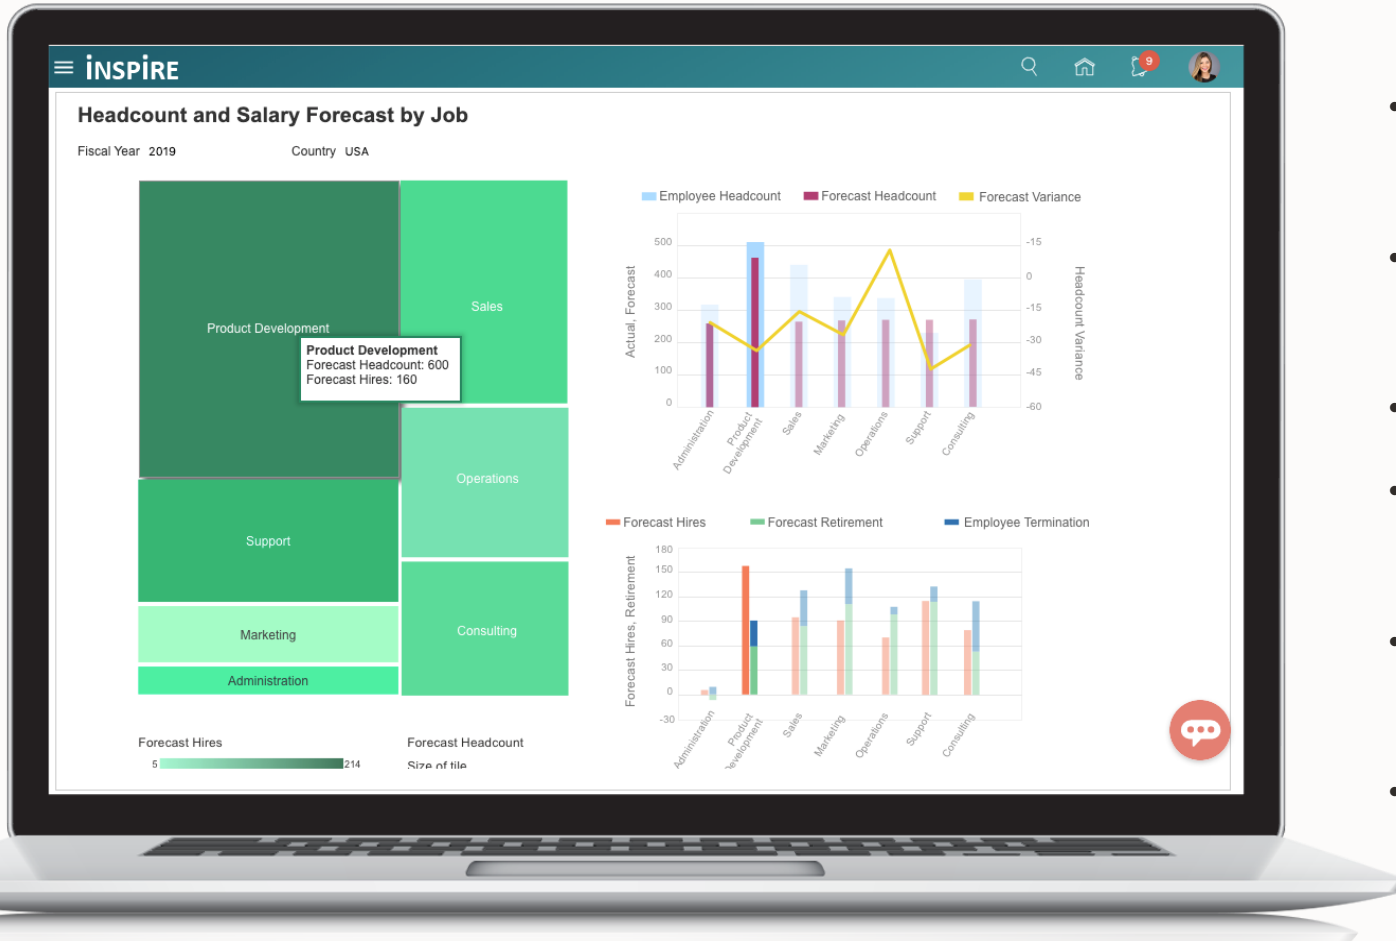 iNSPiRE
9
Headcount and Salary Forecast by Job
Fiscal Year 2019 Country USA
Product Development
Sales
Product Development
Forecast Headcount: 600
Forecast Hires: 160
Operations
Support
Marketing
Consulting
Administration
Forecast Hires
5 214
Forecast Headcount
Size of tile
Employee Headcount Forecast Headcount Forecast Variance
Actual, Forecast
500
400
300
200
100
0
-15
0
-15
-30
-45
-60
Headcount Variance
Administration
Product
Development
Sales
Marketing
Operations
Support
Consulting
Forecast Hires Forecast Retirement Employee Termination
Forecast Hires, Retirement
180
150
120
90
60
30
0
-30
Administration
Product
Development
Sales
Marketing
Operations
Support
Consulting